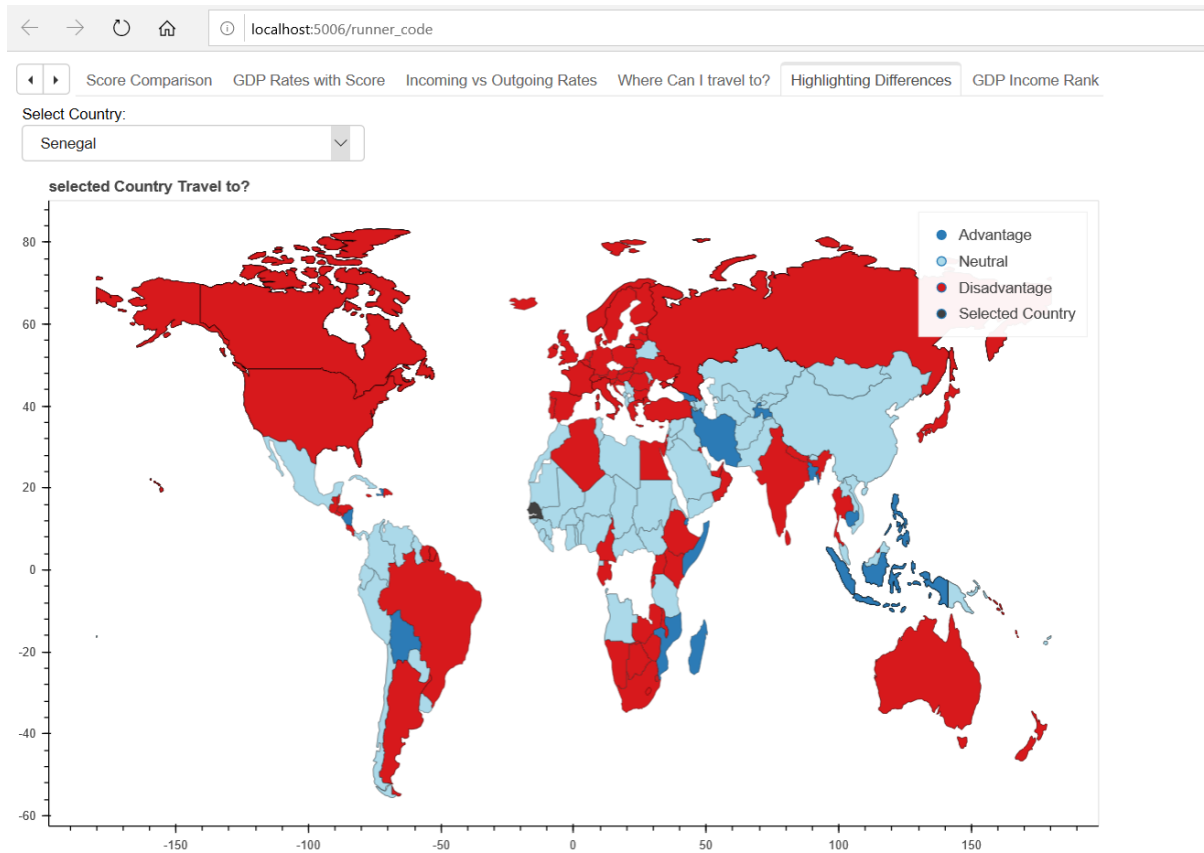 localhost:5006/runner_code
Score Comparison GDP Rates with Score Incoming vs Outgoing Rates Where Can I travel to? Highlighting Differences GDP Income Rank
Select Country:
Senegal
selected Country Travel to?
Advantage
Neutral
Disadvantage
Selected Country
80
60
40
20
0
-20
-40
-60
-150 -100 -50 0 50 100 150